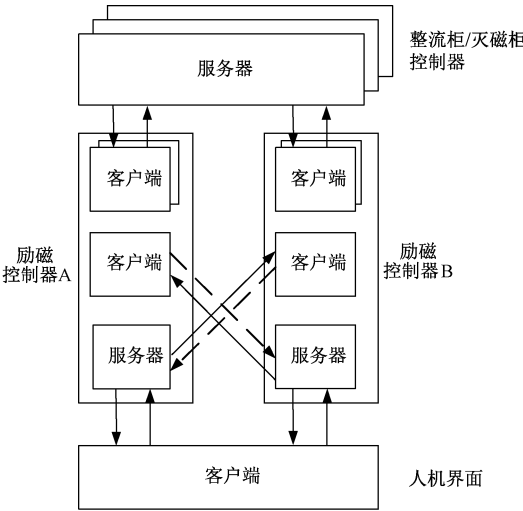 整流柜/灭磁柜
控制器
服务器
客户端
客户端
励磁
控制器A
客户端
客户端
励磁
控制器B
服务器
服务器
客户端
人机界面